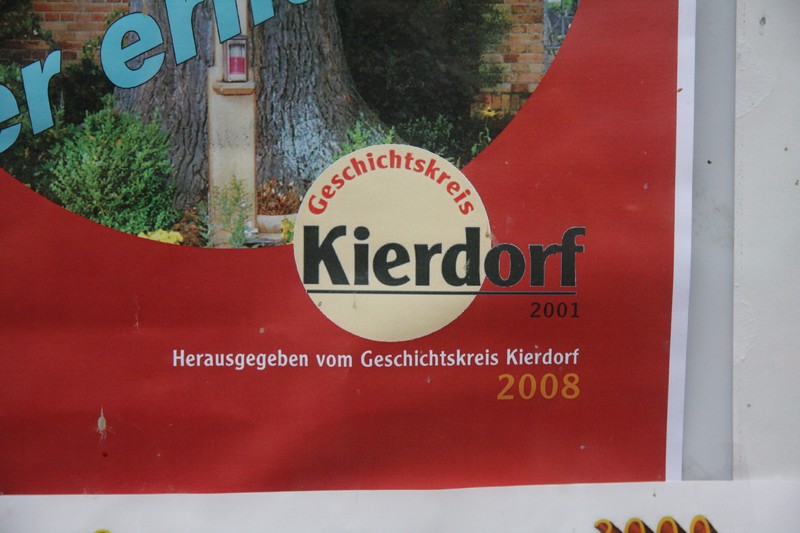 Geschichtskreis
Kierdorf
2001
Herausgegeben vom Geschichtskreis Kierdorf
2008